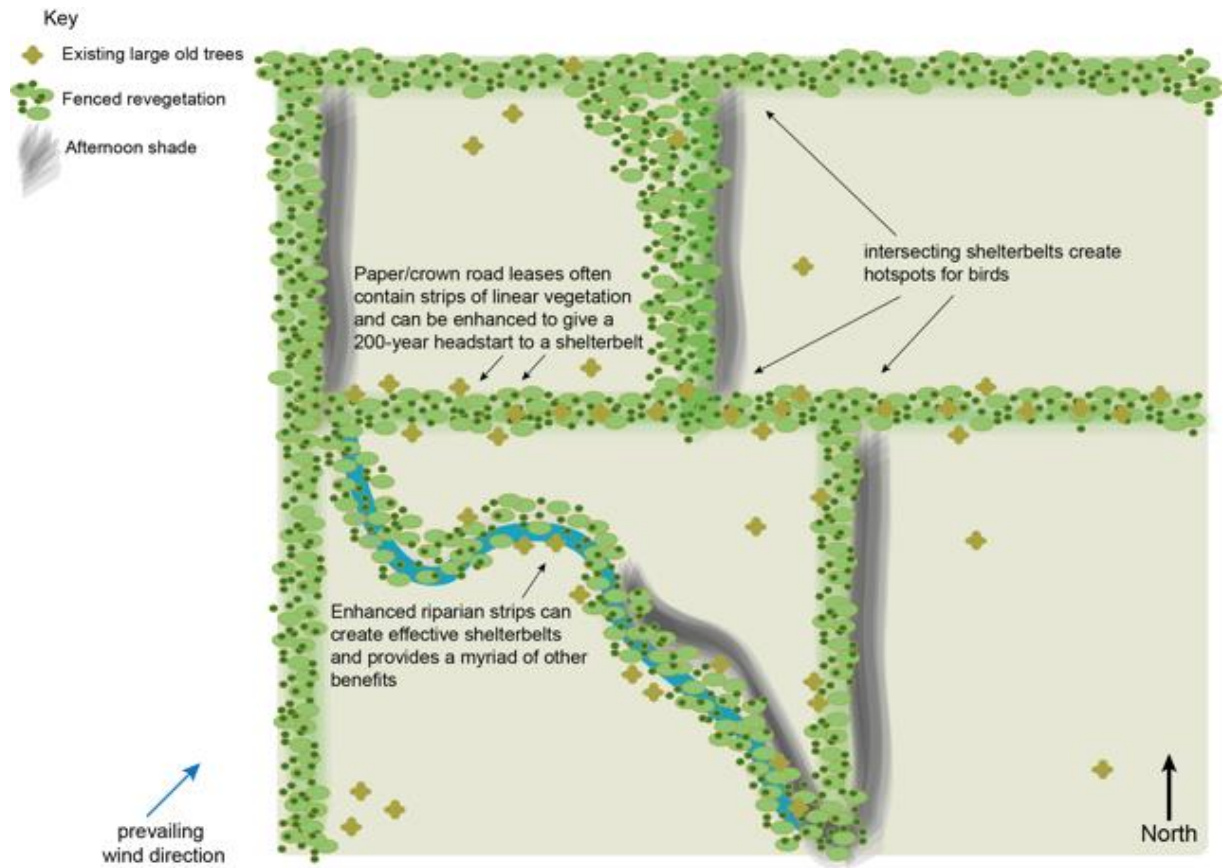 Key
Existing large old trees
Fenced revegetation
Afternoon shade
Paper/crown road leases often
contain strips of linear vegetation
and can be enhanced to give a
200-year headstart to a shelterbelt
intersecting shelterbelts create
hotspots for birds
Enhanced riparian strips can
create effective shelterbelts
and provides a myriad of other
benefits
prevailing
wind direction
North